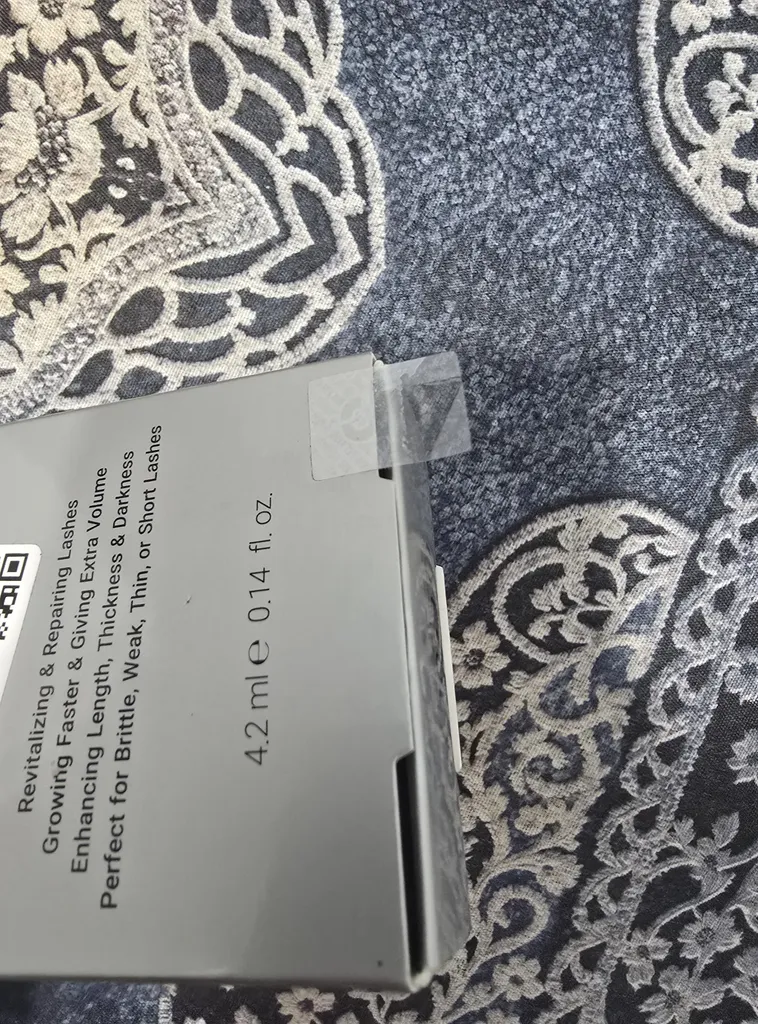 Revitalizing & Repairing Lashes
Growing Faster & Giving Extra Volume
Enhancing Length, Thickness & Darkness
Perfect for Brittle, Weak, Thin, or Short Lashes
4.2 ml ℮ 0.14 fl. oz.